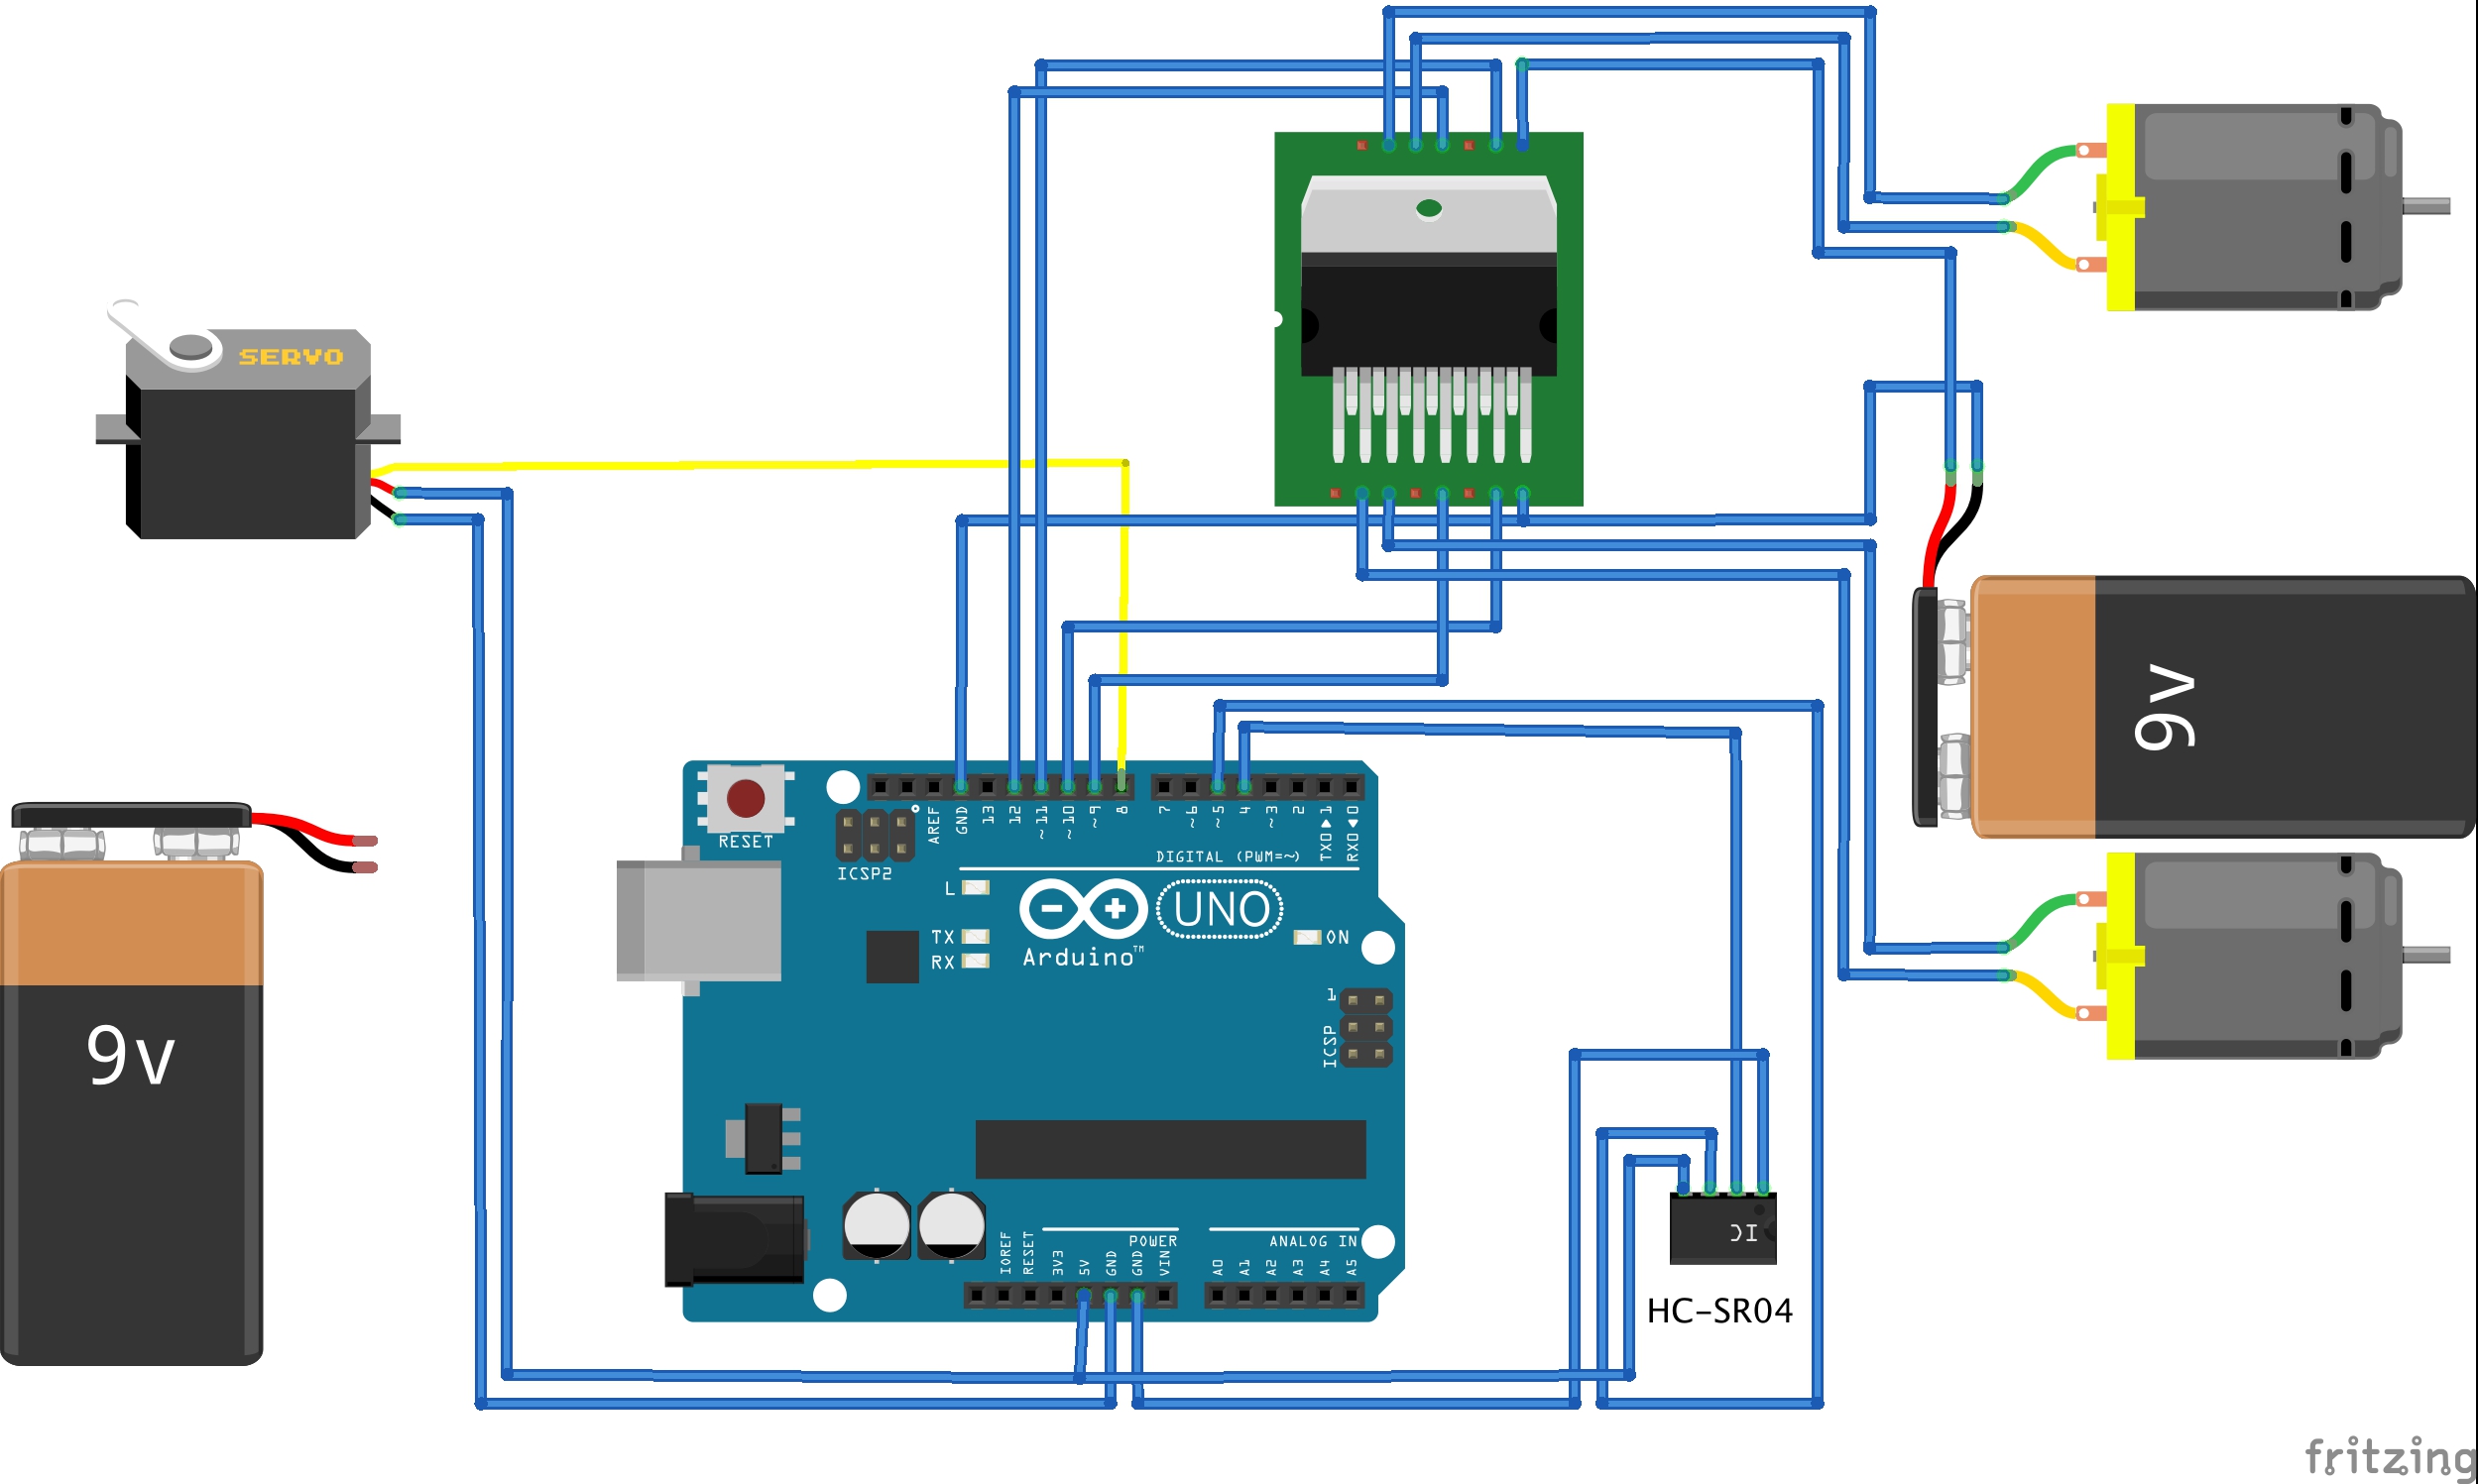 SERVO
9v
9v
RESET
ICSP2
AREF
GND
13
12
~11
~10
~9
8
7
~6
~5
4
~3
2
TX0▶1
RX0◀0
DIGITAL (PWM=~)
L
TX
RX
UNO
ON
Arduino™
1
ICSP
IOREF
RESET
3V3
5V
GND
GND
VIN
POWER
A0
A1
A2
A3
A4
A5
ANALOG IN
IC
HC-SR04
fritzing